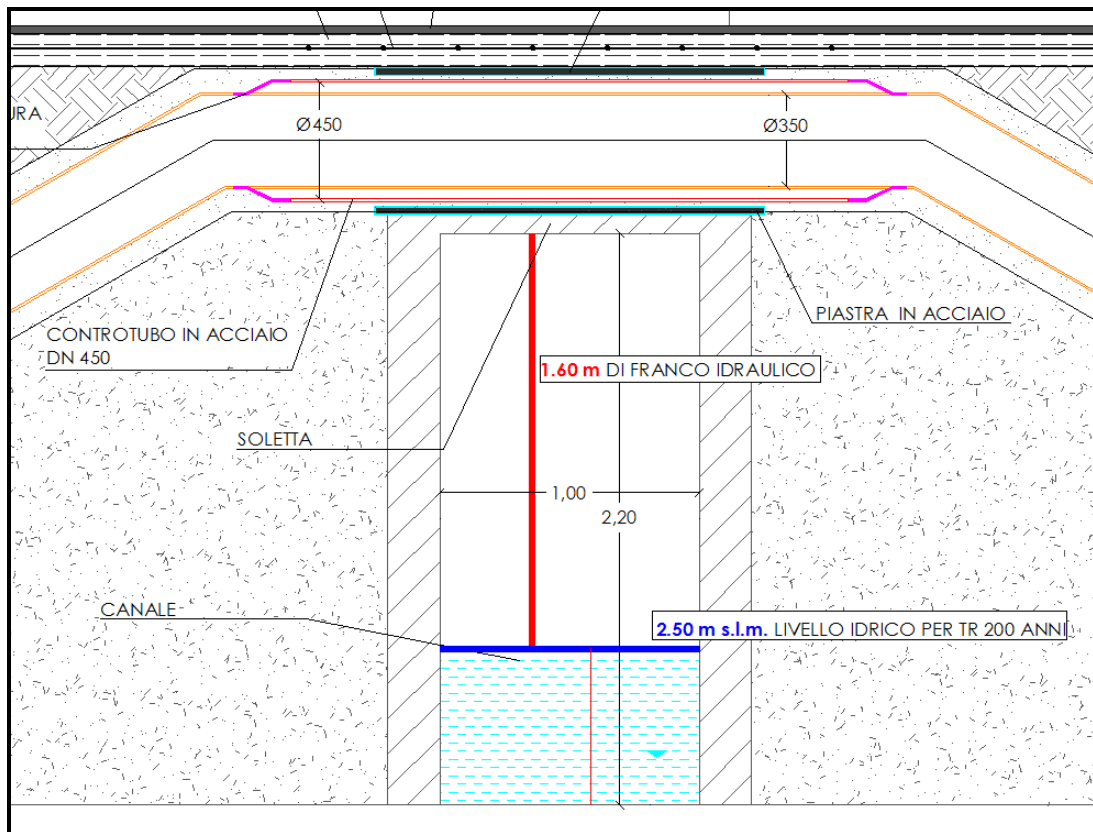 URA
Ø450
Ø350
CONTROTUBO IN ACCIAIO
DN 450
PIASTRA IN ACCIAIO
1.60 m DI FRANCO IDRAULICO
SOLETTA
1,00
2,20
CANALE
2.50 m s.l.m. LIVELLO IDRICO PER TR 200 ANNI